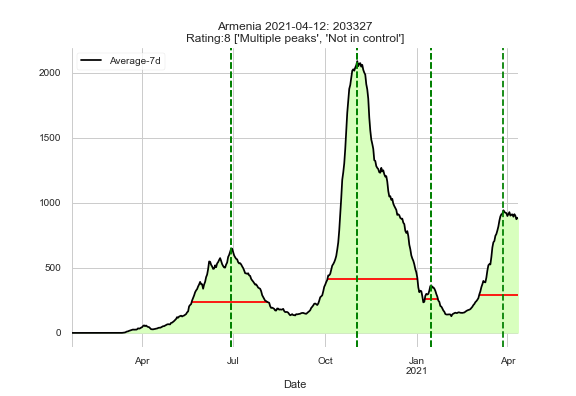 Armenia 2021-04-12: 203327
Rating:8 ['Multiple peaks', 'Not in control']
Average-7d
2000
1500
1000
500
0
Apr Jul Oct Jan Apr
2021
Date